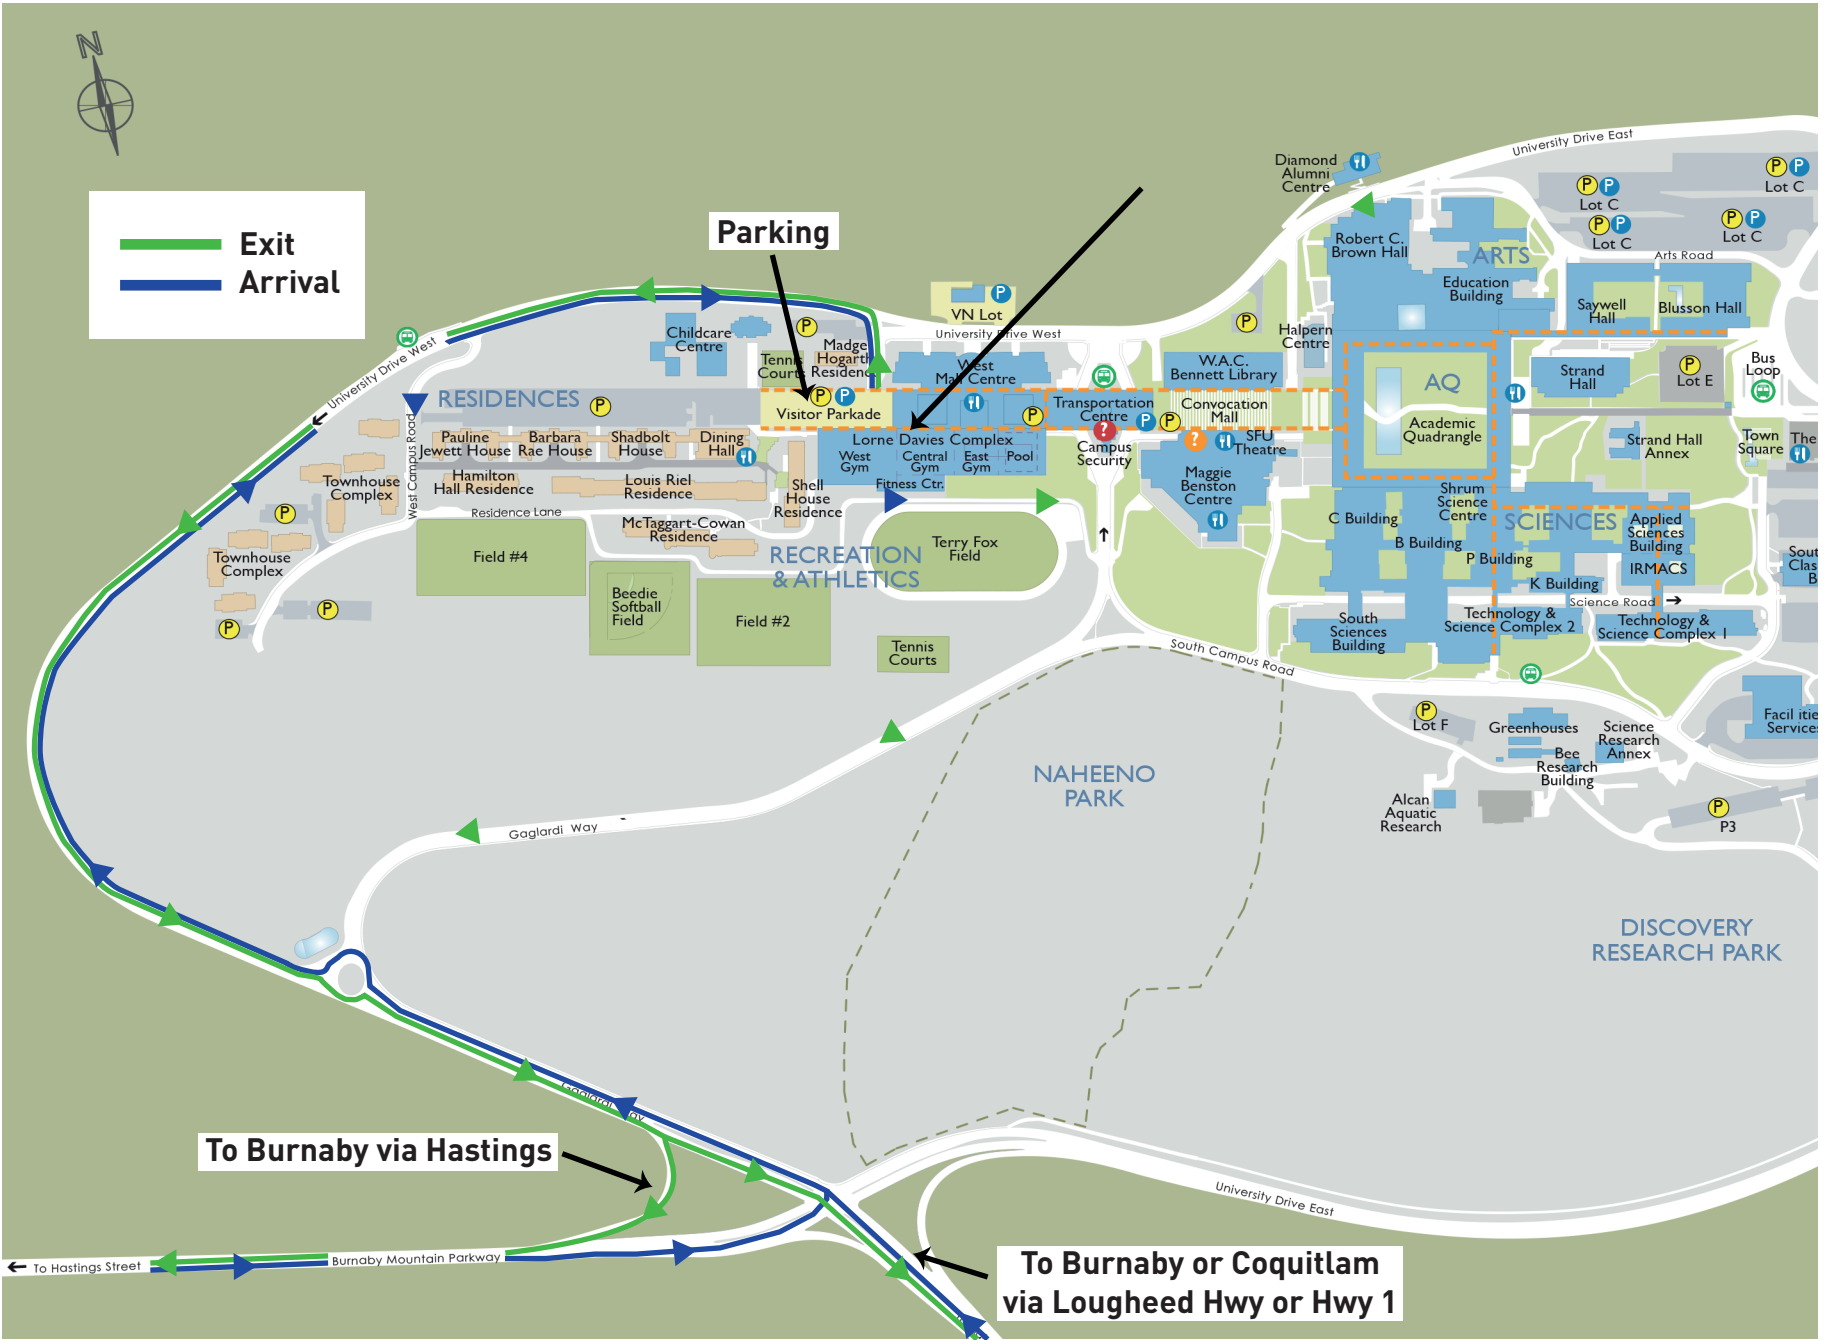 N
Exit
Arrival
Parking
Diamond
Alumni
Centre
University Drive East
P P
Lot C
P P
Lot C
P P
Lot C
P P
Lot C
Robert C.
Brown Hall
ARTS
Education
Building
Arts Road
Saywell
Hall
Blusson Hall
P
VN Lot
University Drive West
P
Halpern
Centre
Childcare
Centre
P
Madge
Hogarth
Residence
Tennis
Courts
West
Mall Centre
W.A.C.
Bennett Library
AQ
Academic
Quadrangle
Strand
Hall
P
Lot E
Bus
Loop
University Drive West
RESIDENCES
P
P P
Visitor Parkade
P
Transportation
Centre
P P
Convocation
Mall
?
Campus
Security
?
SFU
Theatre
Maggie
Benston
Centre
Strand Hall
Annex
Town
Square
The
Pauline
Jewett House
Barbara
Rae House
Shadbolt
House
Dining
Hall
Lorne Davies Complex
West
Gym
Central
Gym
East
Gym
Pool
Fitness Ctr.
Hamilton
Hall Residence
Louis Riel
Residence
Shell
House
Residence
Townhouse
Complex
West Campus Road
P
Residence Lane
McTaggart-Cowan
Residence
RECREATION
& ATHLETICS
Terry Fox
Field
Townhouse
Complex
P
P
Field #4
Beedie
Softball
Field
Field #2
Tennis
Courts
C Building
Shrum
Science
Centre
B Building
P Building
SCIENCES
Applied
Sciences
Building
IRMACS
K Building
Science Road
Technology &
Science Complex 2
Technology &
Science Complex 1
South
Sciences
Building
Sout
Clas
B
South Campus Road
P
Lot F
Greenhouses
Bee
Research
Building
Science
Research
Annex
Facilitie
Services
Alcan
Aquatic
Research
P
P3
NAHEENO
PARK
Gaglardi Way
DISCOVERY
RESEARCH PARK
Gaglardi Way
To Burnaby via Hastings
University Drive East
To Hastings Street
Burnaby Mountain Parkway
To Burnaby or Coquitlam
via Lougheed Hwy or Hwy 1